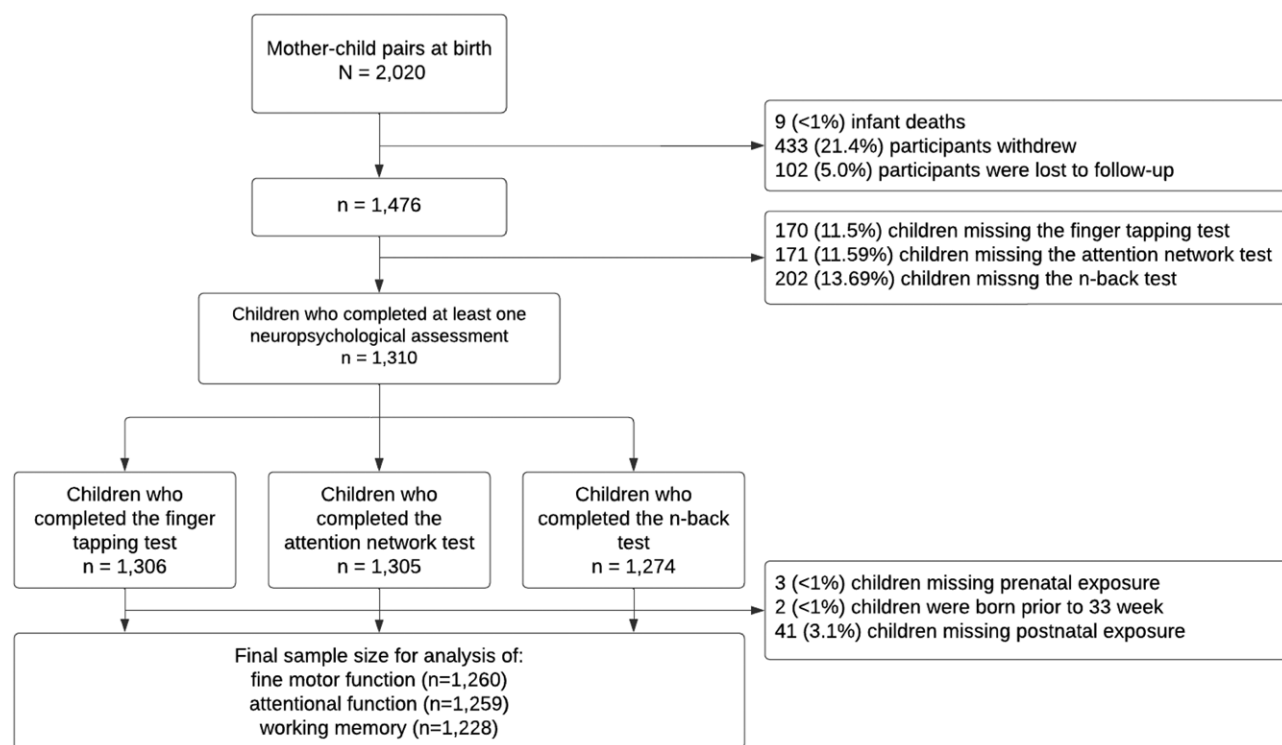 Mother-child pairs at birth
N = 2,020
9 (<1%) infant deaths
433 (21.4%) participants withdrew
102 (5.0%) participants were lost to follow-up
n = 1,476
170 (11.5%) children missing the finger tapping test
171 (11.59%) children missing the attention network test
202 (13.69%) children missng the n-back test
Children who completed at least one
neuropsychological assessment
n = 1,310
Children who
completed the finger
tapping test
n = 1,306
Children who
completed the
attention network test
n = 1,305
Children who
completed the n-back
test
n = 1,274
3 (<1%) children missing prenatal exposure
2 (<1%) children were born prior to 33 week
41 (3.1%) children missing postnatal exposure
Final sample size for analysis of:
fine motor function (n=1,260)
attentional function (n=1,259)
working memory (n=1,228)